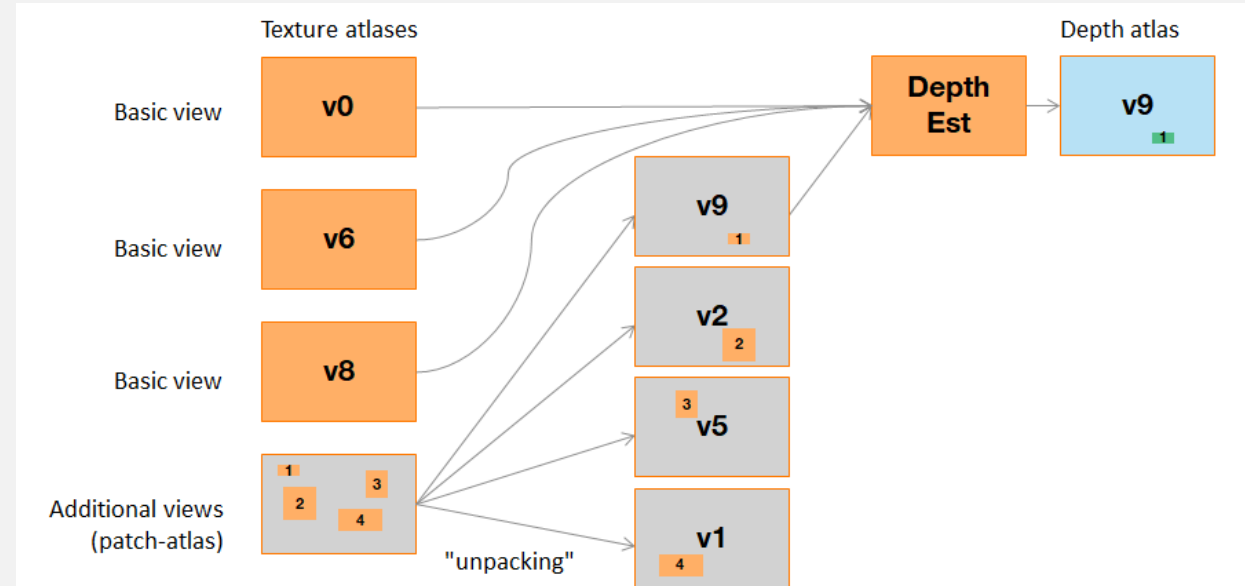 Texture atlases
Depth atlas
Basic view
v0
Depth
Est
v9
1
v9
1
Basic view
v6
v2
2
Basic view
v8
3
v5
Additional views
(patch-atlas)
1
2
3
4
"unpacking"
v1
4